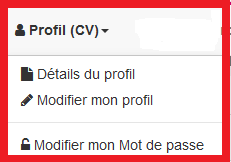 Profil (CV)
Détails du profil
Modifier mon profil
Modifier mon Mot de passe